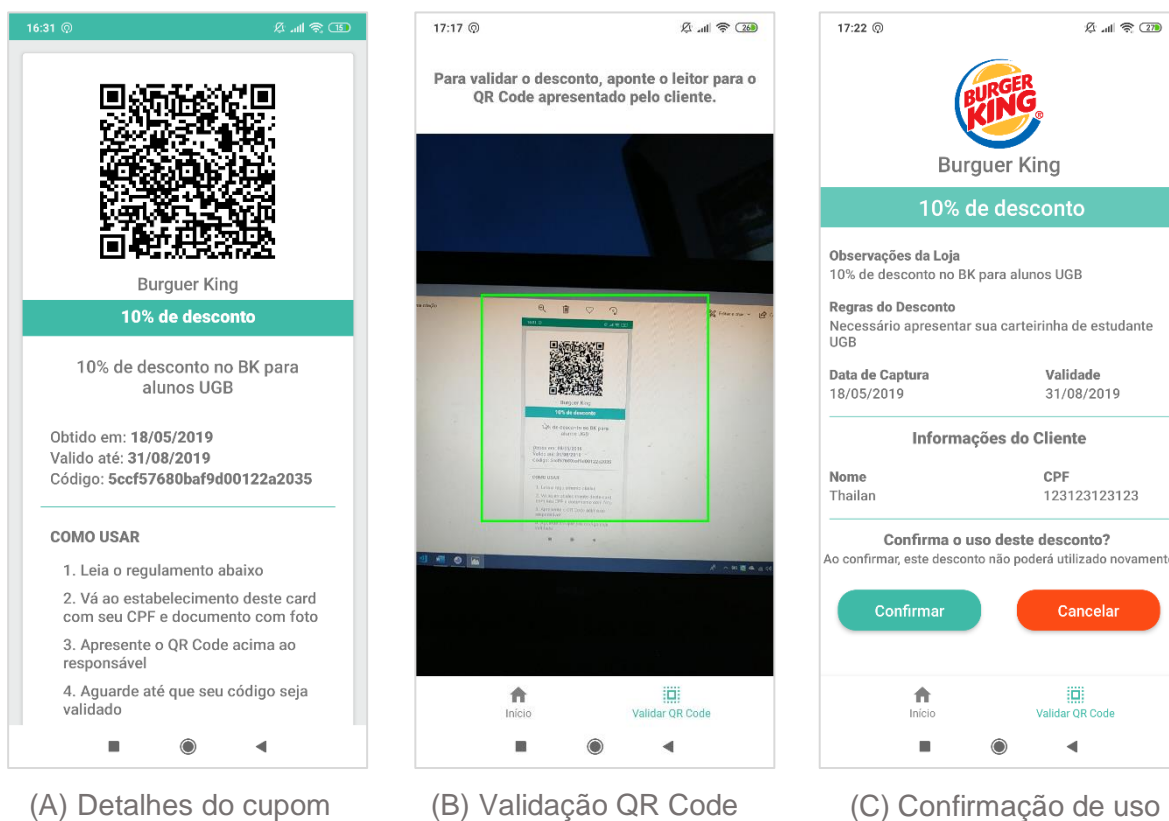 16:31
15
Burguer King
10% de desconto
10% de desconto no BK para
alunos UGB
Obtido em: 18/05/2019
Valido até: 31/08/2019
Código: 5ccf57680baf9d00122a2035
COMO USAR
1. Leia o regulamento abaixo
2. Vá ao estabelecimento deste card
com seu CPF e documento com foto
3. Apresente o QR Code acima ao
responsável
4. Aguarde até que seu código seja
validado
(A) Detalhes do cupom
17:17
26
Para validar o desconto, aponte o leitor para o
QR Code apresentado pelo cliente.
Burguer King
10% de desconto
Início
Validar QR Code
(B) Validação QR Code
17:22
27
BURGER
KING
Burguer King
10% de desconto
Observações da Loja
10% de desconto no BK para alunos UGB
Regras do Desconto
Necessário apresentar sua carteirinha de estudante
UGB
Data de Captura Validade
18/05/2019 31/08/2019
Informações do Cliente
Nome CPF
Thailan 123123123123
Confirma o uso deste desconto?
Ao confirmar, este desconto não poderá utilizado novament
Confirmar Cancelar
Início Validar QR Code
(C) Confirmação de uso